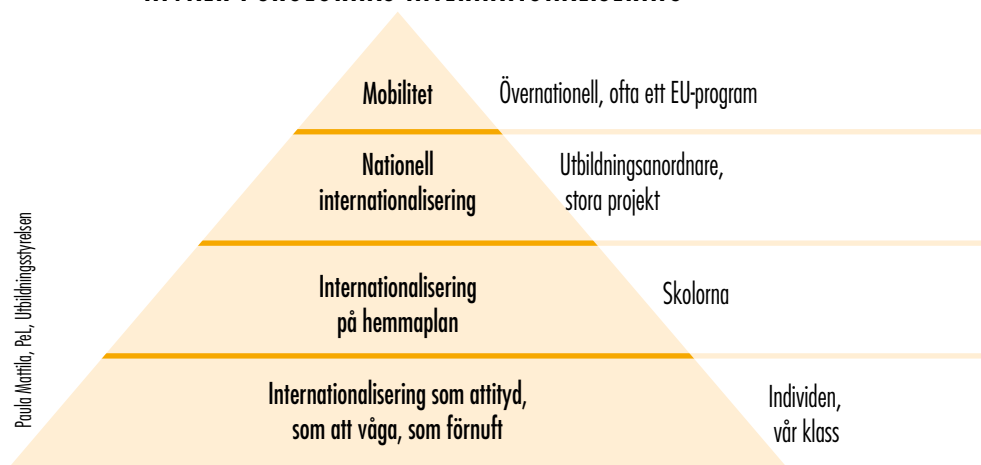 Mobilitet
Övernationell, ofta ett EU-program
Nationell
internationalisering
Utbildningsanordnare,
stora projekt
Internationalisering
på hemmaplan
Skolorna
Internationalisering som attityd,
som att våga, som förnuft
Individen,
vår klass
Paula Mattila, PeL, Utbildningsstyrelsen